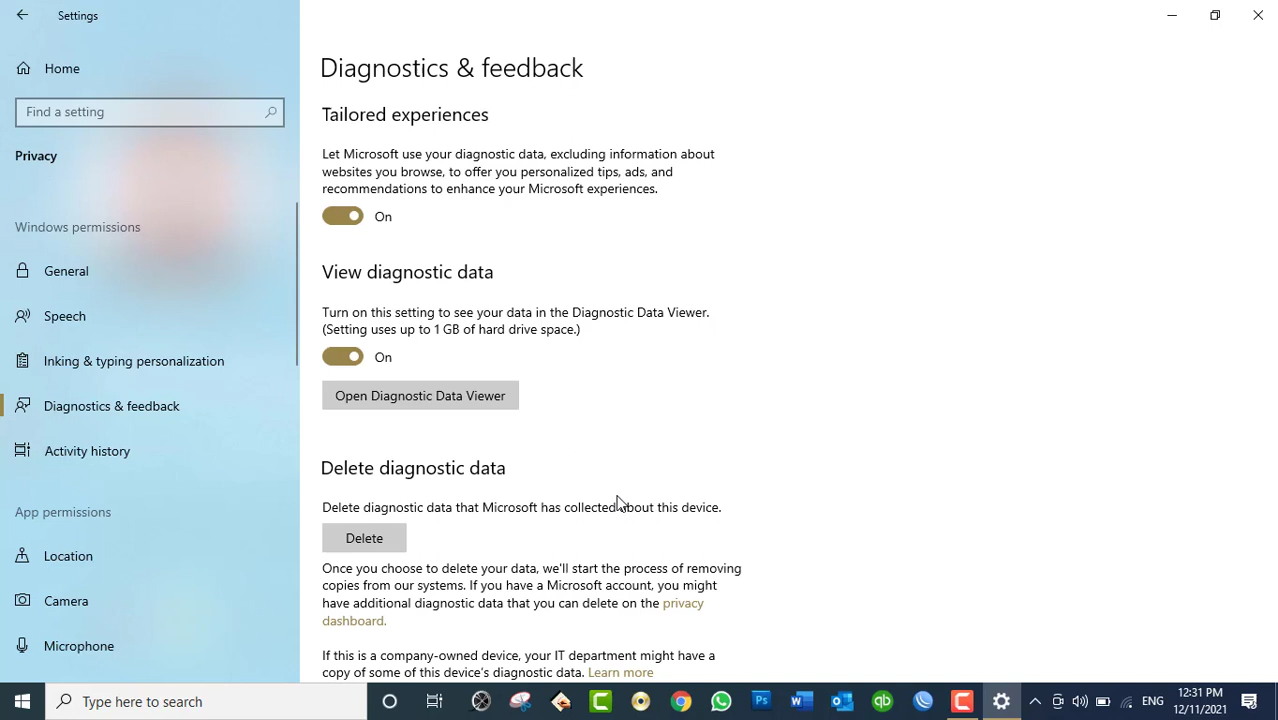 Settings
Home
Find a setting
Privacy
Windows permissions
General
Speech
Inking & typing personalization
Diagnostics & feedback
Activity history
App permissions
Location
Camera
Microphone
Diagnostics & feedback
Tailored experiences
Let Microsoft use your diagnostic data, excluding information about
websites you browse, to offer you personalized tips, ads, and
recommendations to enhance your Microsoft experiences.
On
View diagnostic data
Turn on this setting to see your data in the Diagnostic Data Viewer.
(Setting uses up to 1 GB of hard drive space.)
On
Open Diagnostic Data Viewer
Delete diagnostic data
Delete diagnostic data that Microsoft has collected about this device.
Delete
Once you choose to delete your data, we'll start the process of removing
copies from our systems. If you have a Microsoft account, you might
have additional diagnostic data that you can delete on the privacy
dashboard.
If this is a company-owned device, your IT department might have a
copy of some of this device's diagnostic data. Learn more
Type here to search
ENG
12:31 PM
12/11/2021